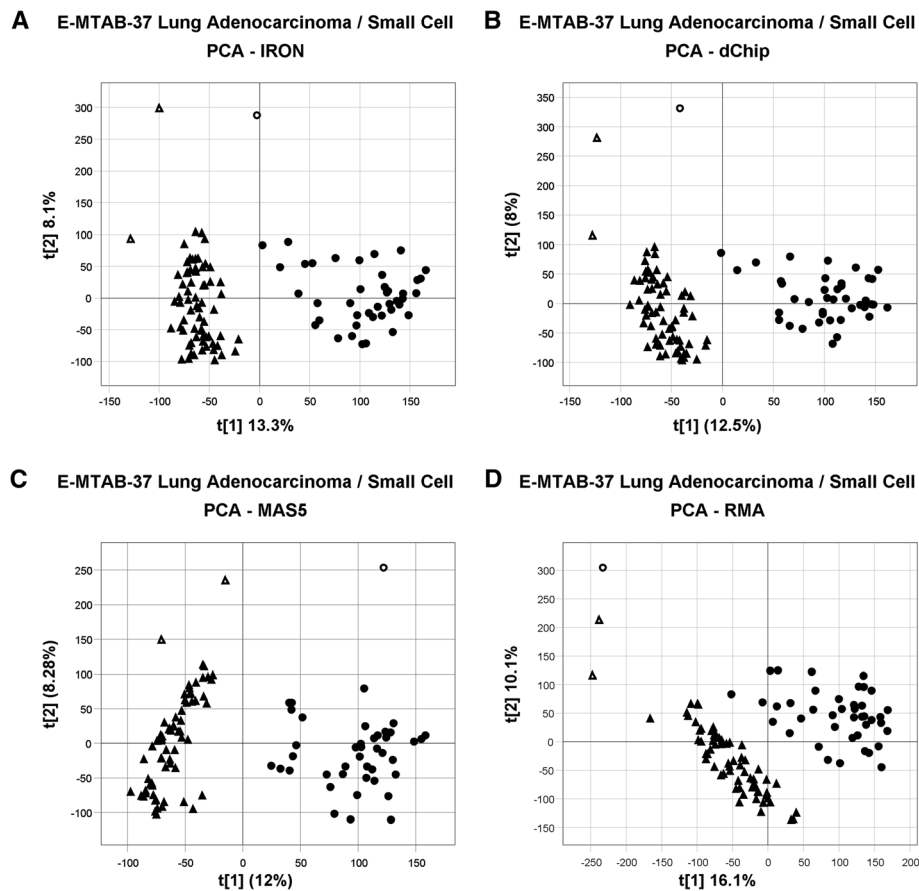 A E-MTAB-37 Lung Adenocarcinoma / Small Cell
PCA - IRON
t[2] 8.1%
300
250
200
150
100
50
0
-50
-100
-150 -100 -50 0 50 100 150
t[1] 13.3%
B E-MTAB-37 Lung Adenocarcinoma / Small Cell
PCA - dChip
t[2] (8%)
350
300
250
200
150
100
50
0
-50
-100
-150 -100 -50 0 50 100 150
t[1] (12.5%)
C E-MTAB-37 Lung Adenocarcinoma / Small Cell
PCA - MAS5
t[2] (8.28%)
250
200
150
100
50
0
-50
-100
-100 -50 0 50 100 150
t[1] (12%)
D E-MTAB-37 Lung Adenocarcinoma / Small Cell
PCA - RMA
t[2] 10.1%
300
250
200
150
100
50
0
-50
-100
-150
-250 -200 -150 -100 -50 0 50 100 150 200
t[1] 16.1%